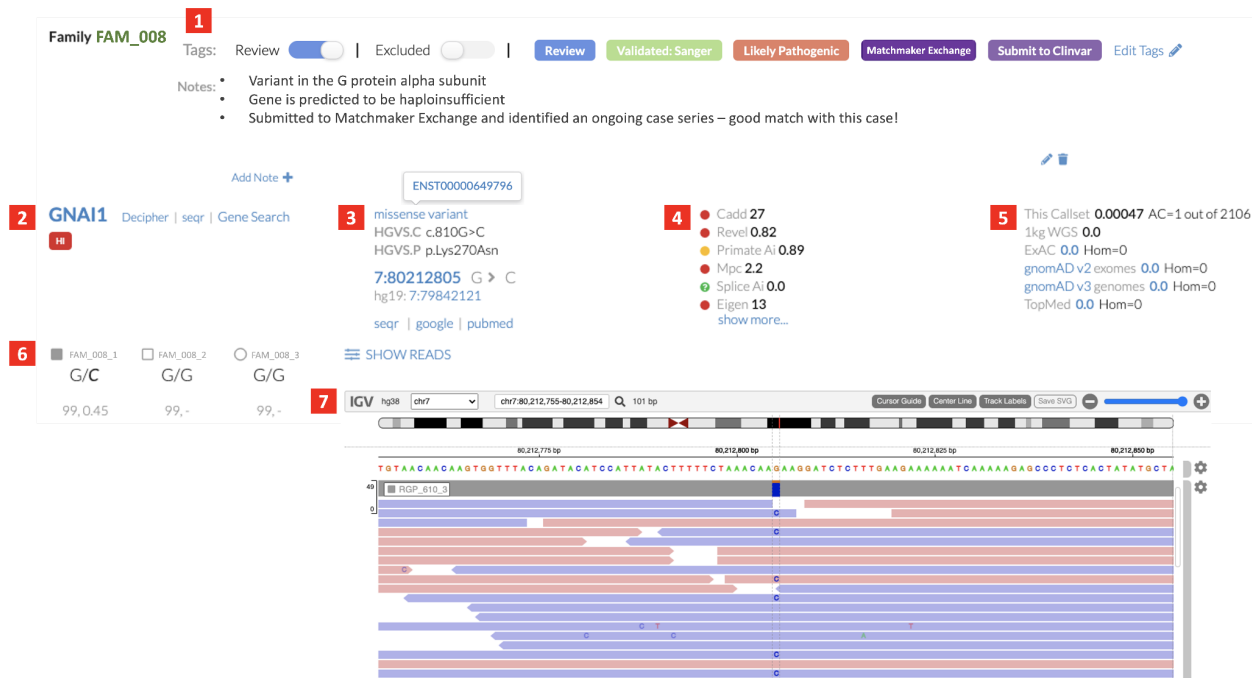 1
Family FAM_008
Tags: Review | Excluded | Review Validated: Sanger Likely Pathogenic Matchmaker Exchange Submit to Clinvar Edit Tags
Notes: • Variant in the G protein alpha subunit
• Gene is predicted to be haploinsufficient
• Submitted to Matchmaker Exchange and identified an ongoing case series – good match with this case!
Add Note +
2
GNAI1 Decipher | seqr | Gene Search
HI
ENST00000649796
3
missense variant
HGVS.C c.810G>C
HGVS.P p.Lys270Asn
7:80212805 G > C
hg19: 7:79842121
seqr | google | pubmed
4
Cadd 27
Revel 0.82
Primate Ai 0.89
Mpc 2.2
? Splice Ai 0.0
Eigen 13
show more...
5
This Callset 0.00047 AC=1 out of 2106
1kg WGS 0.0
ExAC 0.0 Hom=0
gnomAD v2 exomes 0.0 Hom=0
gnomAD v3 genomes 0.0 Hom=0
TopMed 0.0 Hom=0
6
FAM_008_1 FAM_008_2 FAM_008_3
G/C G/G G/G
99, 0.45 99, - 99, -
SHOW READS
7
IGV hg38 chr7 chr7:80,212,755-80,212,854 101 bp Cursor Guide Center Line Track Labels Save SVG
80,212,775 bp 80,212,800 bp 80,212,825 bp 80,212,850 bp
TGTAACAACAAGTGGTTTACAGATACATCCATTATACTTTTTCTAAACAAGAAGGATCTCTTTGAAGAAAAAATCAAAAAGAGCCCTCTCACTATATGCTA
49
RGP_610_3
0
C
C
C
C
C
C T T
C C A
C
C